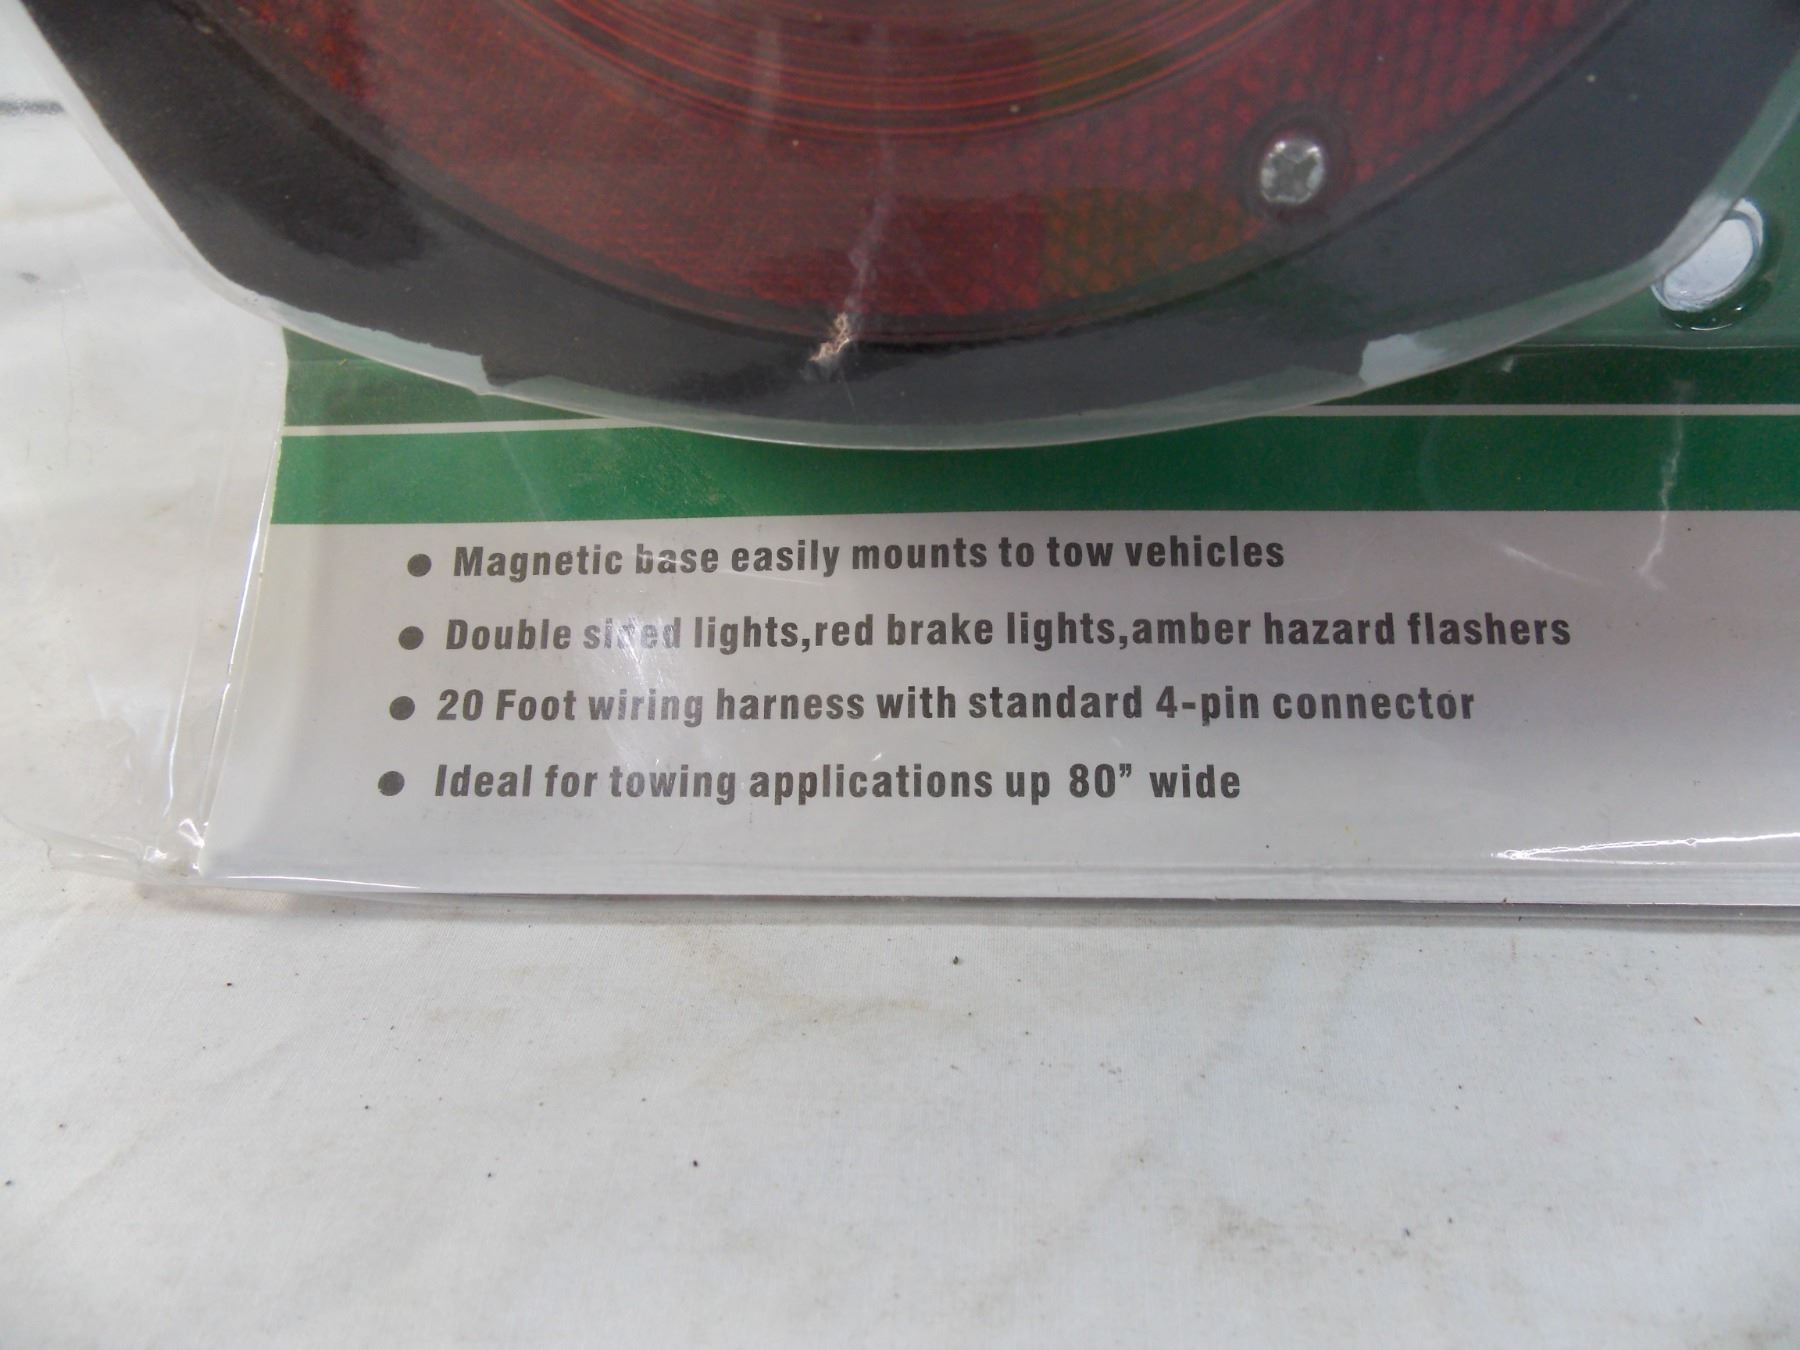 ● Magnetic base easily mounts to tow vehicles
● Double sided lights,red brake lights,amber hazard flashers
● 20 Foot wiring harness with standard 4-pin connector
● Ideal for towing applications up 80” wide